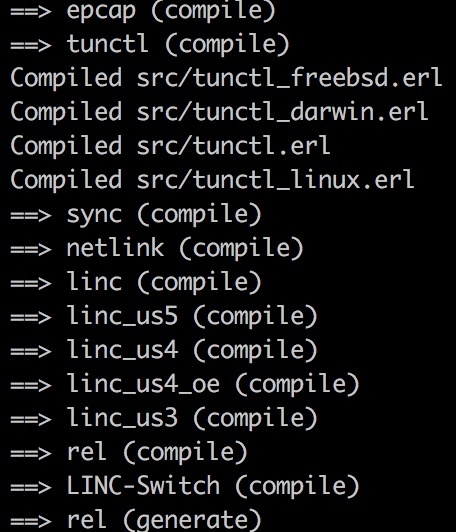 ==> epcap (compile)
==> tunctl (compile)
Compiled src/tunctl_freebsd.erl
Compiled src/tunctl_darwin.erl
Compiled src/tunctl.erl
Compiled src/tunctl_linux.erl
==> sync (compile)
==> netlink (compile)
==> linc (compile)
==> linc_us5 (compile)
==> linc_us4 (compile)
==> linc_us4_oe (compile)
==> linc_us3 (compile)
==> rel (compile)
==> LINC-Switch (compile)
==> rel (generate)